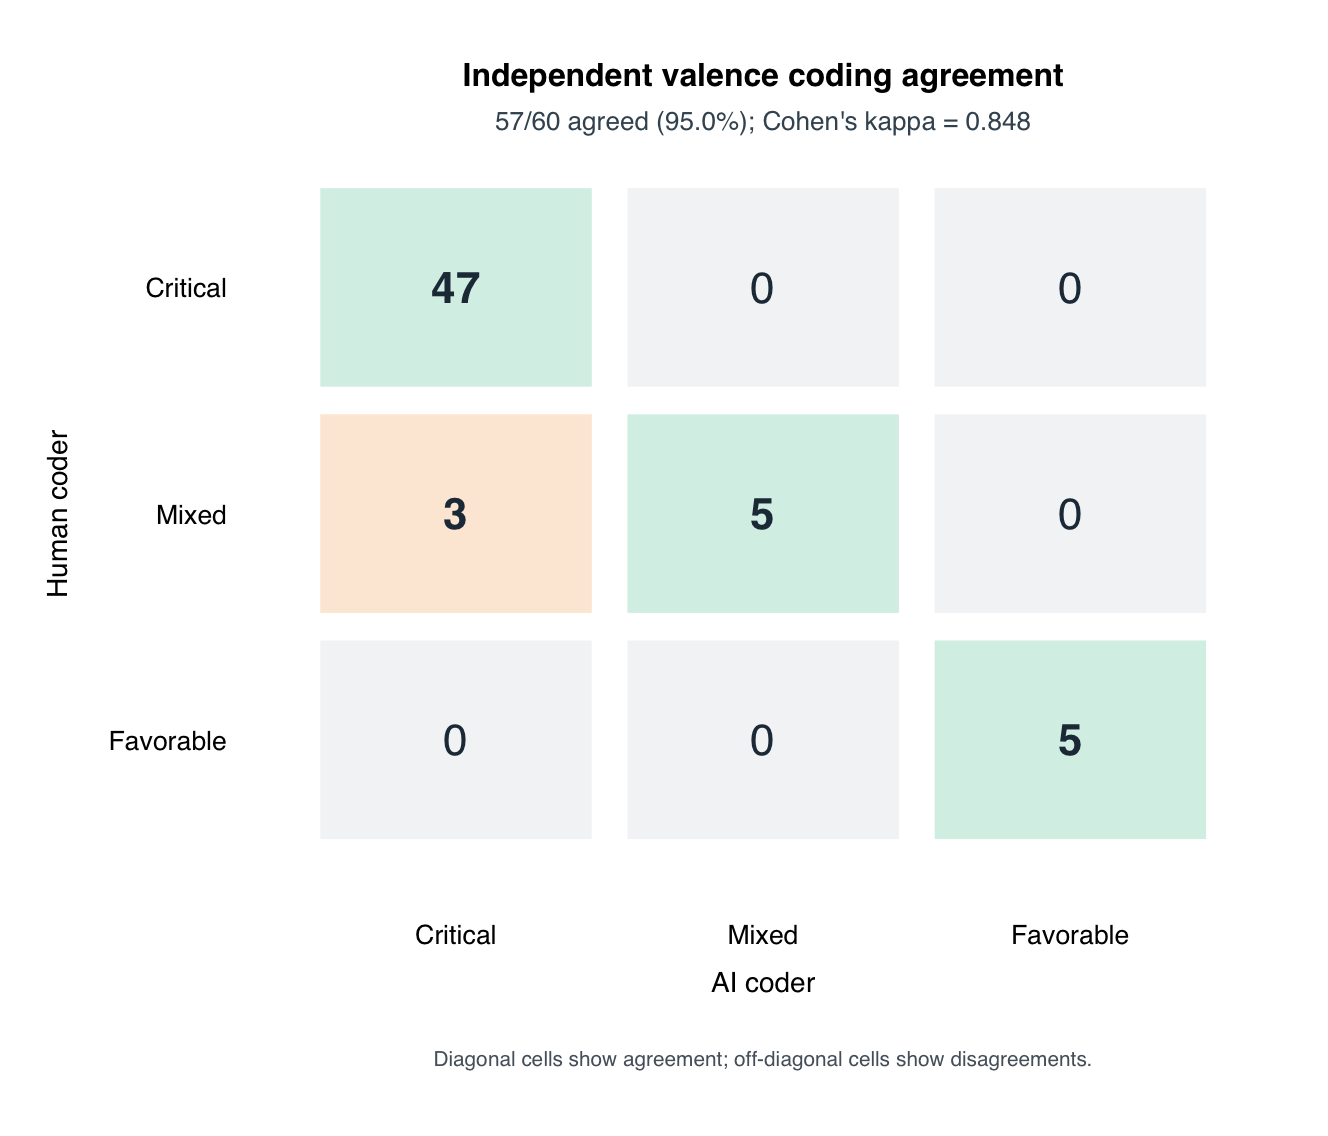 Independent valence coding agreement
57/60 agreed (95.0%); Cohen's kappa = 0.848
Critical
47
0
0
Human coder
Mixed
3
5
0
Favorable
0
0
5
Critical
Mixed
Favorable
AI coder
Diagonal cells show agreement; off-diagonal cells show disagreements.